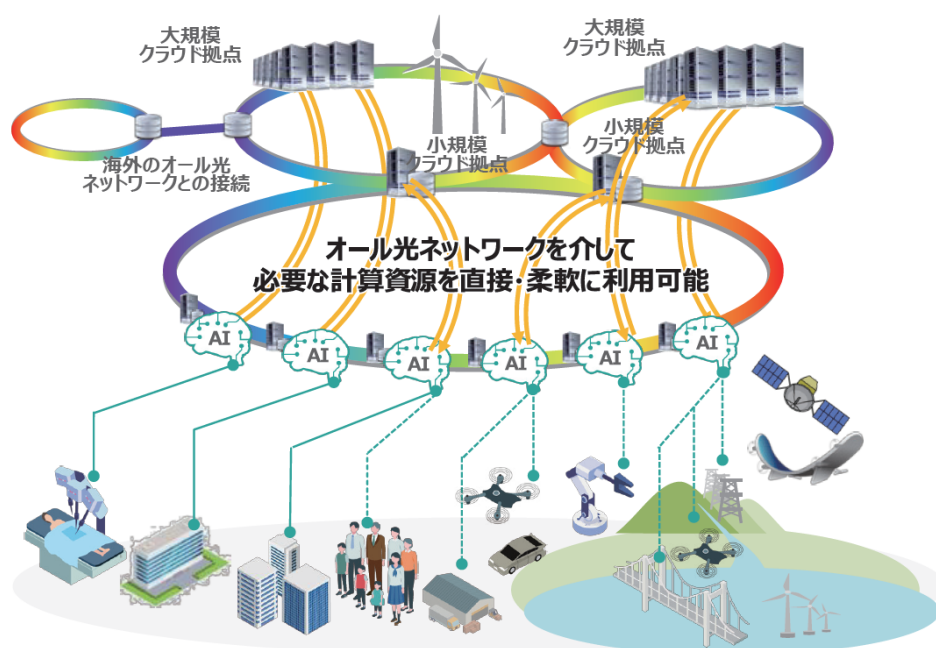 大規模
クラウド拠点
大規模
クラウド拠点
小規模
クラウド拠点
小規模
クラウド拠点
海外のオール光
ネットワークとの接続
オール光ネットワークを介して
必要な計算資源を直接・柔軟に利用可能
AI
AI
AI
AI
AI
AI